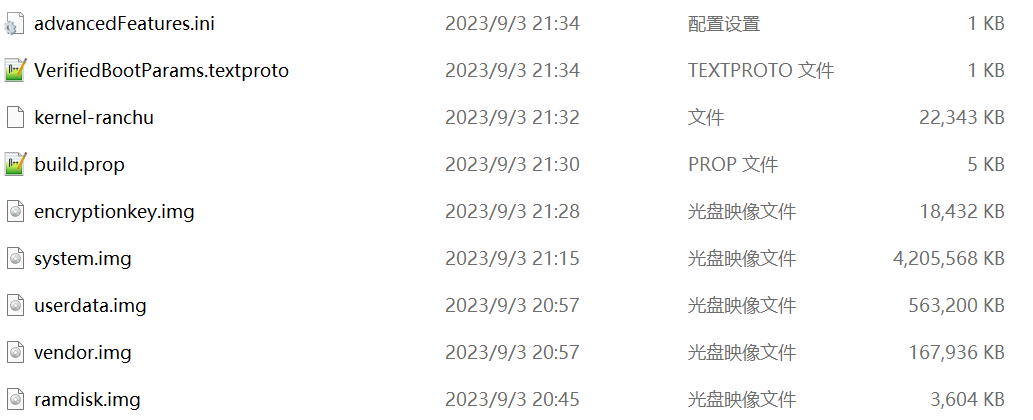 advancedFeatures.ini 2023/9/3 21:34 配置设置 1 KB
VerifiedBootParams.textproto 2023/9/3 21:34 TEXTPROTO 文件 1 KB
kernel-ranchu 2023/9/3 21:32 文件 22,343 KB
build.prop 2023/9/3 21:30 PROP 文件 5 KB
encryptionkey.img 2023/9/3 21:28 光盘映像文件 18,432 KB
system.img 2023/9/3 21:15 光盘映像文件 4,205,568 KB
userdata.img 2023/9/3 20:57 光盘映像文件 563,200 KB
vendor.img 2023/9/3 20:57 光盘映像文件 167,936 KB
ramdisk.img 2023/9/3 20:45 光盘映像文件 3,604 KB